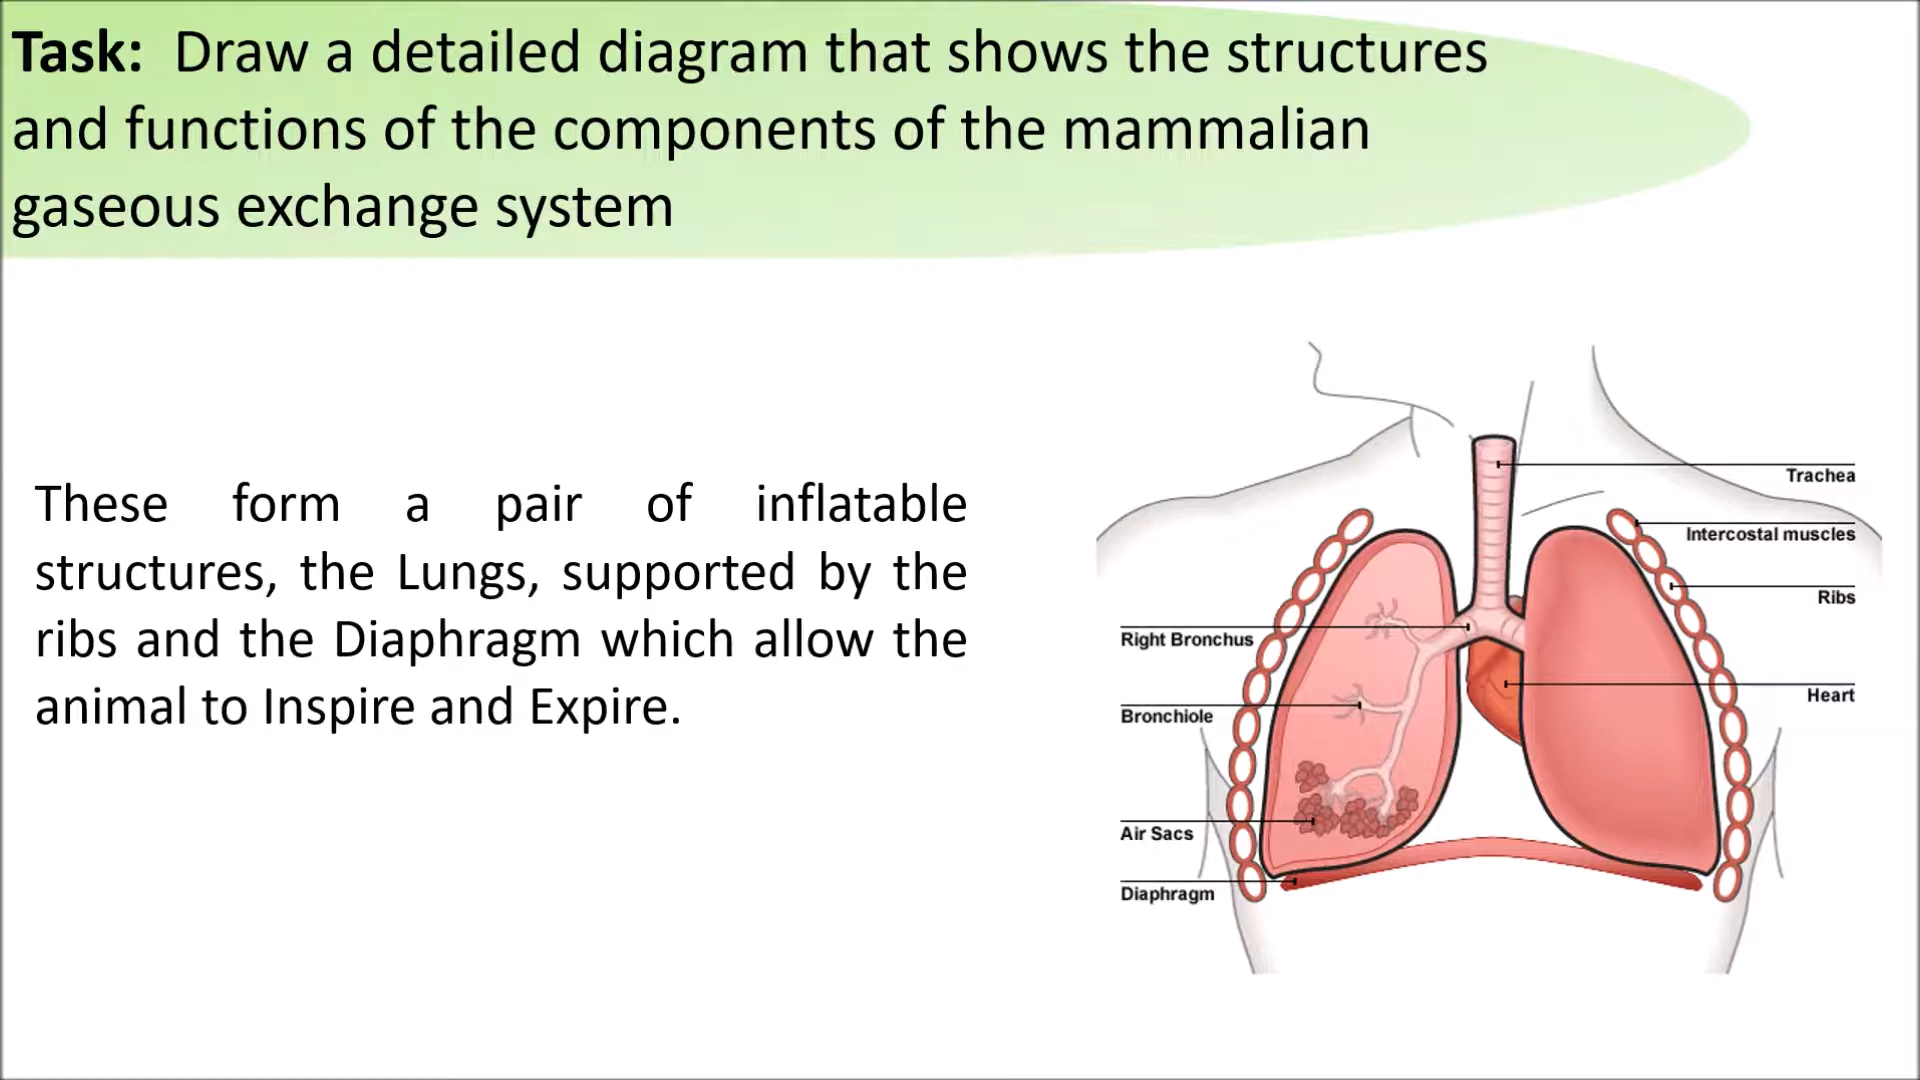 Task: Draw a detailed diagram that shows the structures
and functions of the components of the mammalian
gaseous exchange system
These form a pair of inflatable
structures, the Lungs, supported by the
ribs and the Diaphragm which allow the
animal to Inspire and Expire.
Trachea
Intercostal muscles
Ribs
Right Bronchus
Heart
Bronchiole
Air Sacs
Diaphragm